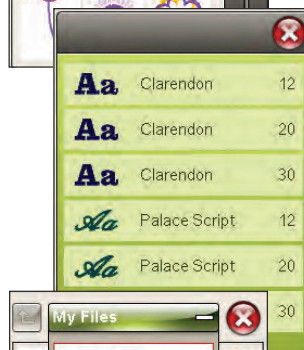 Aa Clarendon 12
Aa Clarendon 20
Aa Clarendon 30
Aa Palace Script 12
Aa Palace Script 20
30
My Files